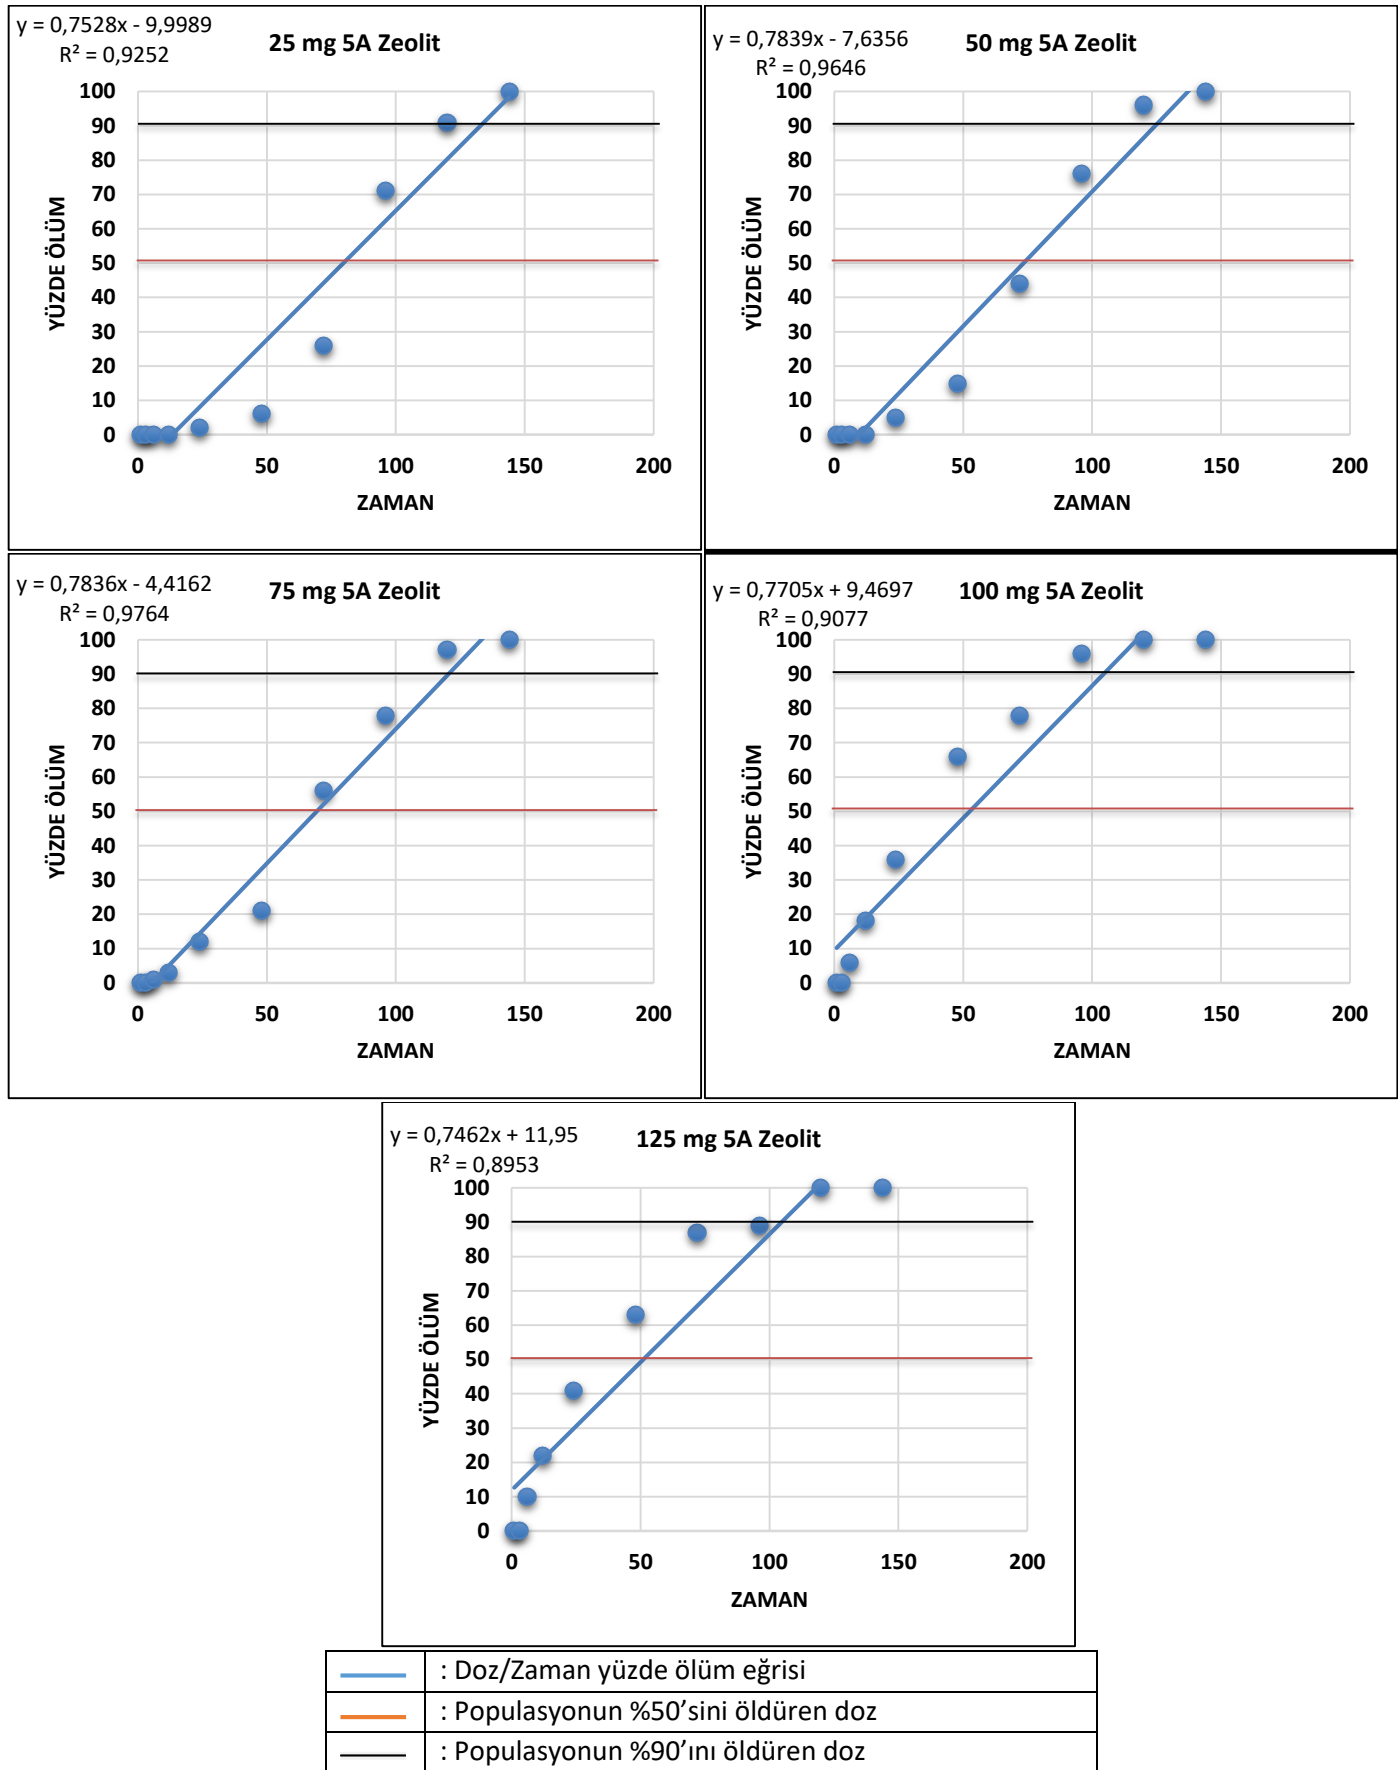 y = 0,7528x - 9,9989
R² = 0,9252
25 mg 5A Zeolit
100
90
80
70
60
50
40
30
20
10
0
YÜZDE ÖLÜM
0 50 100 150 200
ZAMAN
y = 0,7839x - 7,6356
R² = 0,9646
50 mg 5A Zeolit
100
90
80
70
60
50
40
30
20
10
0
YÜZDE ÖLÜM
0 50 100 150 200
ZAMAN
y = 0,7836x - 4,4162
R² = 0,9764
75 mg 5A Zeolit
100
90
80
70
60
50
40
30
20
10
0
YÜZDE ÖLÜM
0 50 100 150 200
ZAMAN
y = 0,7705x + 9,4697
R² = 0,9077
100 mg 5A Zeolit
100
90
80
70
60
50
40
30
20
10
0
YÜZDE ÖLÜM
0 50 100 150 200
ZAMAN
y = 0,7462x + 11,95
R² = 0,8953
125 mg 5A Zeolit
100
90
80
70
60
50
40
30
20
10
0
YÜZDE ÖLÜM
0 50 100 150 200
ZAMAN
: Doz/Zaman yüzde ölüm eğrisi
: Populasyonun %50’sini öldüren doz
: Populasyonun %90’ını öldüren doz